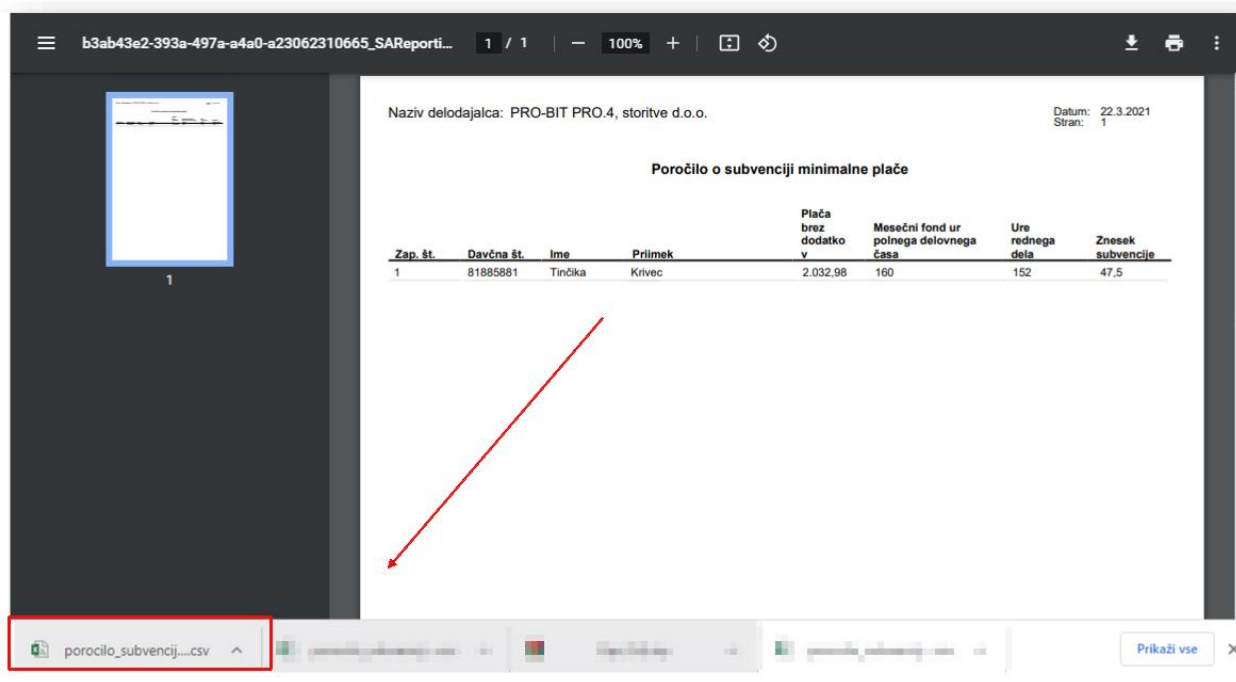 b3ab43e2-393a-497a-a4a0-a23062310665_SAReporti... 1 / 1 100%
Naziv delodajalca: PRO-BIT PRO.4, storitve d.o.o.
Datum: 22.3.2021
Stran: 1
Poročilo o subvenciji minimalne plače
Zap. št. Davčna št. Ime Priimek Plača brez dodatko v Mesečni fond ur polnega delovnega časa Ure rednega dela Znesek subvencije
1 81885881 Tinčika Krivec 2.032,98 160 152 47,5
1
porocilo_subvencij....csv
Prikaži vse